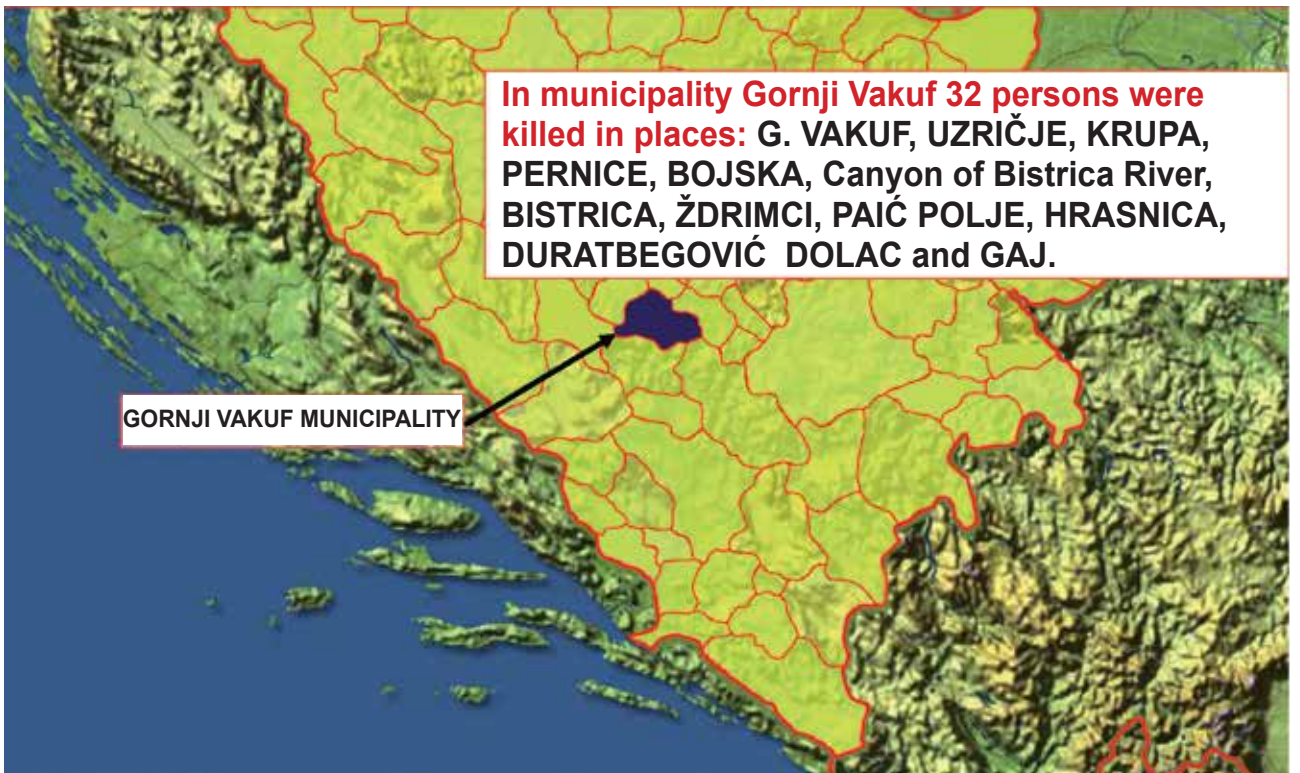 In municipality Gornji Vakuf 32 persons were
killed in places: G. VAKUF, UZRIČJE, KRUPA,
PERNICE, BOJSKA, Canyon of Bistrica River,
BISTRICA, ŽDRIMCI, PAIĆ POLJE, HRASNICA,
DURATBEGOVIĆ DOLAC and GAJ.
GORNJI VAKUF MUNICIPALITY